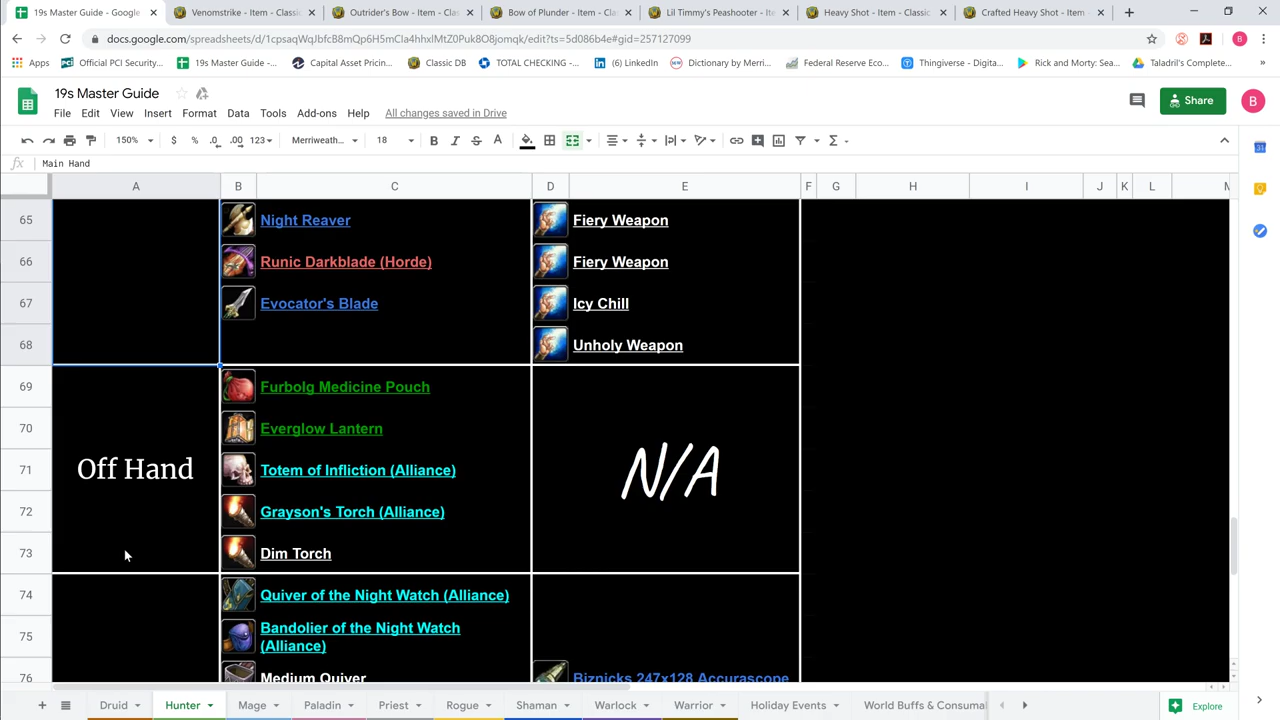 19s Master Guide - Google
Venomstrike - Item - Classic
Outrider's Bow - Item - Clas
Bow of Plunder - Item - Cla
Lil Timmy's Peashooter - Ite
Heavy Shot - Item - Classic
Crafted Heavy Shot - Item -
docs.google.com/spreadsheets/d/1cpsaqWqJbfcB8mQp6H5mCla4hhxlMtZ0Puk8O8jomqk/edit?ts=5d086b4e#gid=257127099
Apps
Official PCI Security...
19s Master Guide -...
Capital Asset Pricin...
Classic DB
TOTAL CHECKING -...
(6) LinkedIn
Dictionary by Merri...
Federal Reserve Eco...
Thingiverse - Digita...
Rick and Morty: Sea...
Taladril's Complete...
19s Master Guide
File Edit View Insert Format Data Tools Add-ons Help All changes saved in Drive
Share
B
150% $ % .0 .00 123 Merriweath... 18 B I S A
fx Main Hand
A B C D E F G H I J K L M
65 Night Reaver Fiery Weapon
66 Runic Darkblade (Horde) Fiery Weapon
67 Evocator's Blade Icy Chill
68 Unholy Weapon
69 Furbolg Medicine Pouch
70 Everglow Lantern
71 Off Hand Totem of Infliction (Alliance) N/A
72 Grayson's Torch (Alliance)
73 Dim Torch
74 Quiver of the Night Watch (Alliance)
75 Bandolier of the Night Watch
(Alliance)
76 Medium Quiver Biznicks 247x128 Accurascope
Druid Hunter Mage Paladin Priest Rogue Shaman Warlock Warrior Holiday Events World Buffs & Consuma
Explore